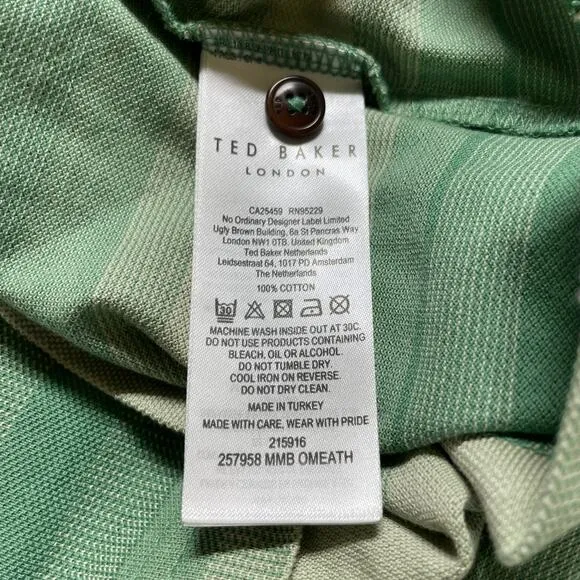 TED BAKER
LONDON
CA25459 RN95229
No Ordinary Designer Label Limited
Ugly Brown Building, 6a St Pancras Way
London NW1 0TB, United Kingdom
Ted Baker Netherlands
Leidsestraat 64, 1017 PD Amsterdam
The Netherlands
100% COTTON
30
MACHINE WASH INSIDE OUT AT 30C.
DO NOT USE PRODUCTS CONTAINING
BLEACH, OIL OR ALCOHOL.
DO NOT TUMBLE DRY.
COOL IRON ON REVERSE.
DO NOT DRY CLEAN.
MADE IN TURKEY
MADE WITH CARE, WEAR WITH PRIDE
215916
257958 MMB OMEATH